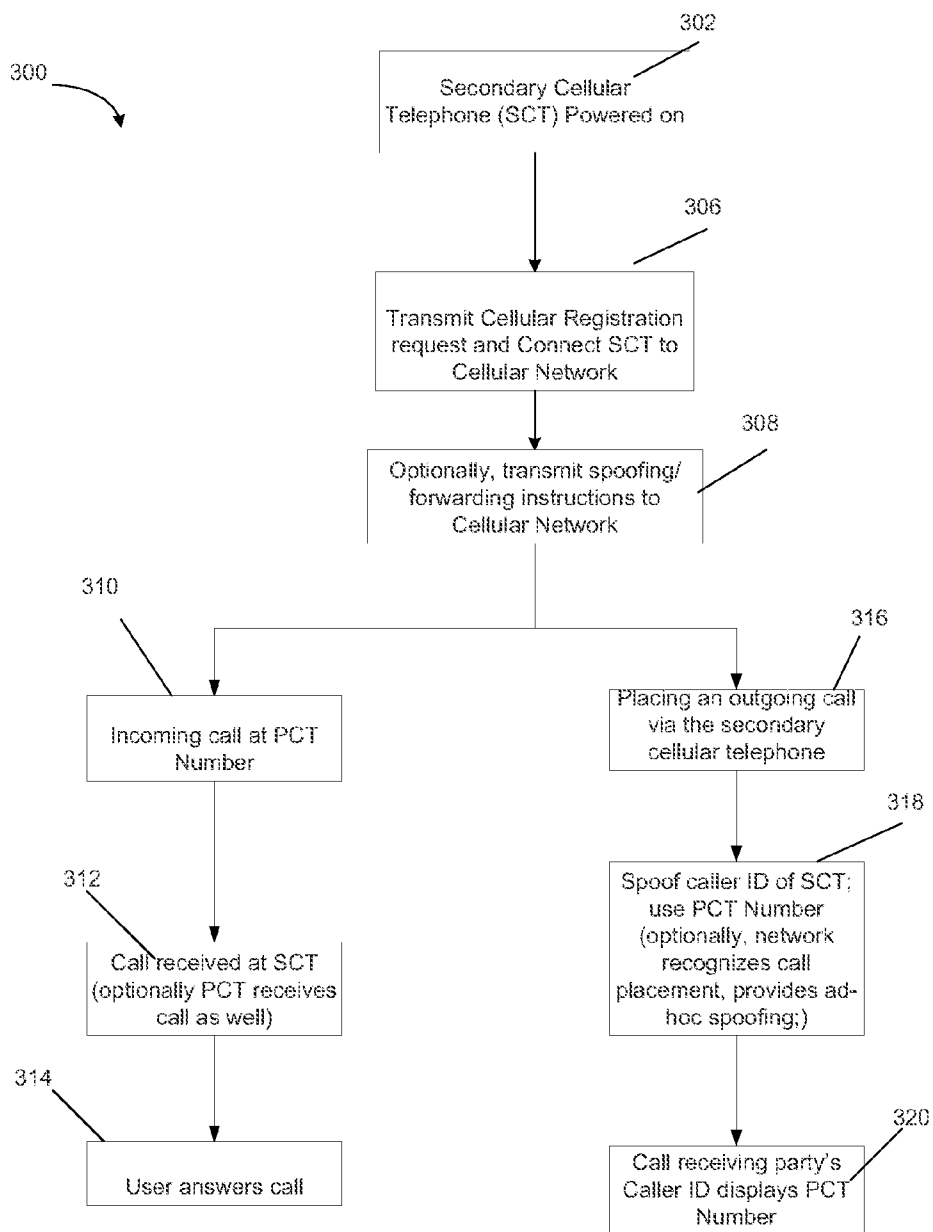 302
300
Secondary Cellular
Telephone (SCT) Powered on
306
Transmit Cellular Registration
request and Connect SCT to
Cellular Network
308
Optionally, transmit spoofing/
forwarding instructions to
Cellular Network
310
Incoming call at PCT
Number
312
Call received at SCT
(optionally PCT receives
call as well)
314
User answers call
316
Placing an outgoing call
via the secondary
cellular telephone
318
Spoof caller ID of SCT;
use PCT Number
(optionally, network
recognizes call
placement, provides ad-
hoc spoofing;)
320
Call receiving party's
Caller ID displays PCT
Number